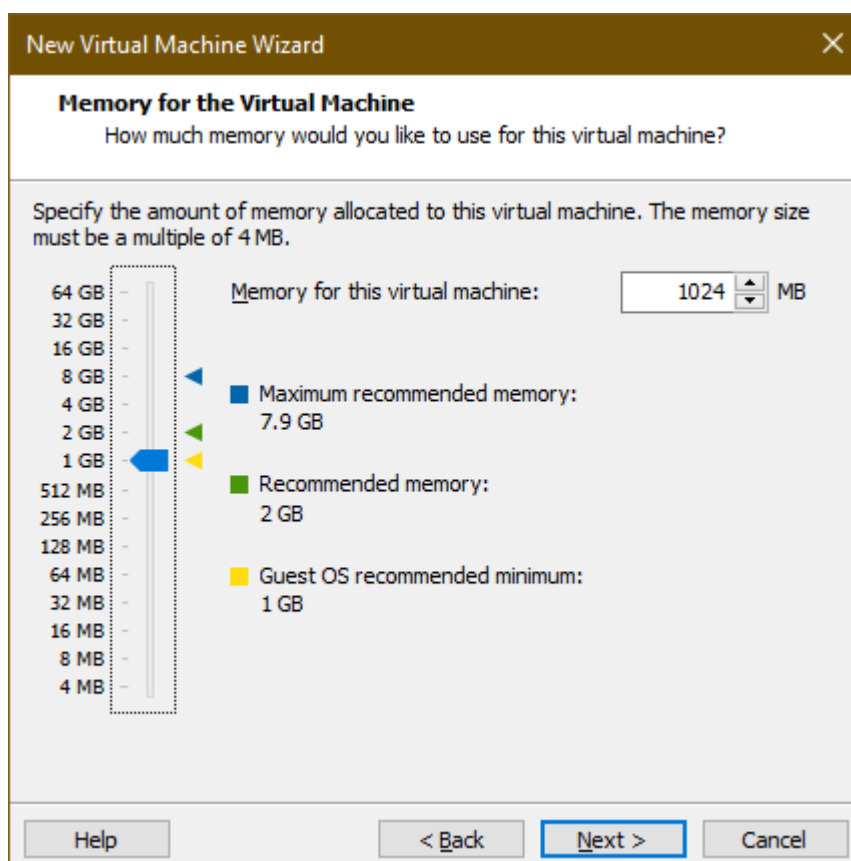 New Virtual Machine Wizard
Memory for the Virtual Machine
How much memory would you like to use for this virtual machine?
Specify the amount of memory allocated to this virtual machine. The memory size
must be a multiple of 4 MB.
64 GB
32 GB
16 GB
8 GB
4 GB
2 GB
1 GB
512 MB
256 MB
128 MB
64 MB
32 MB
16 MB
8 MB
4 MB
Memory for this virtual machine: 1024 MB
Maximum recommended memory:
7.9 GB
Recommended memory:
2 GB
Guest OS recommended minimum:
1 GB
Help < Back Next > Cancel